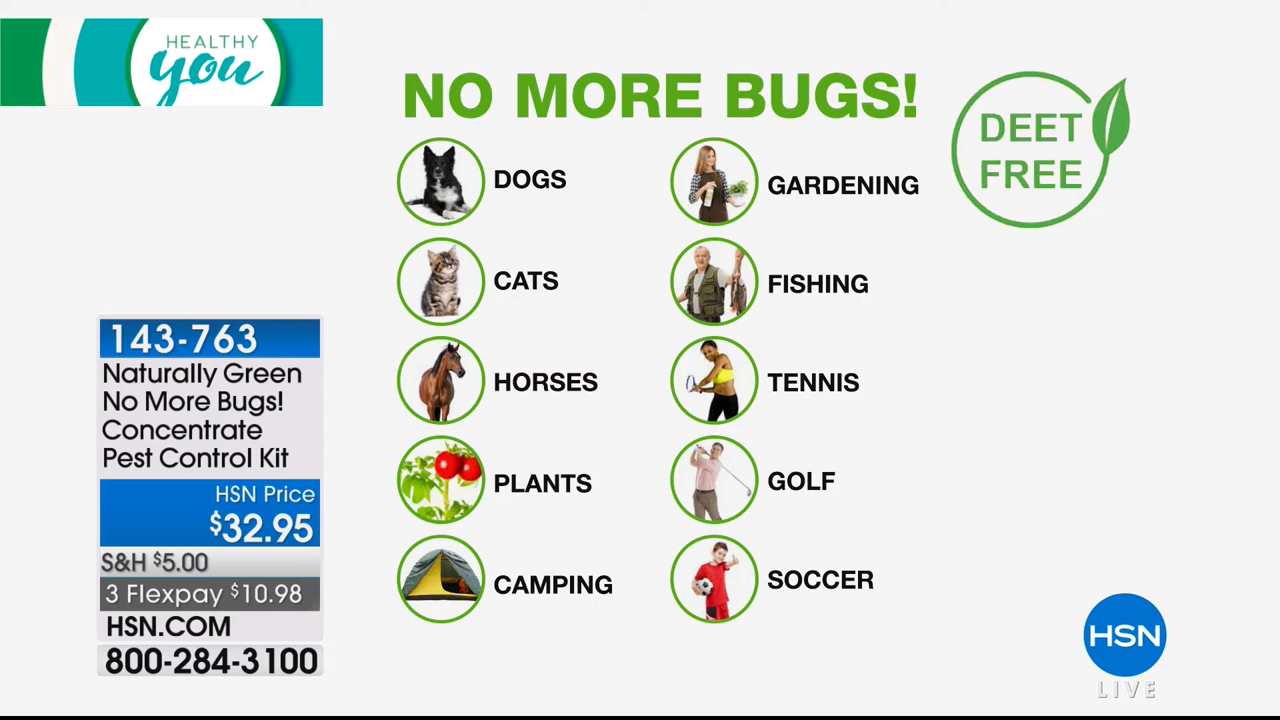 HEALTHY
you
NO MORE BUGS!
DEET
FREE
DOGS
GARDENING
CATS
FISHING
HORSES
TENNIS
PLANTS
GOLF
CAMPING
SOCCER
143-763
Naturally Green
No More Bugs!
Concentrate
Pest Control Kit
HSN Price
$32.95
S&H $5.00
3 Flexpay $10.98
HSN.COM
800-284-3100
HSN
LIVE